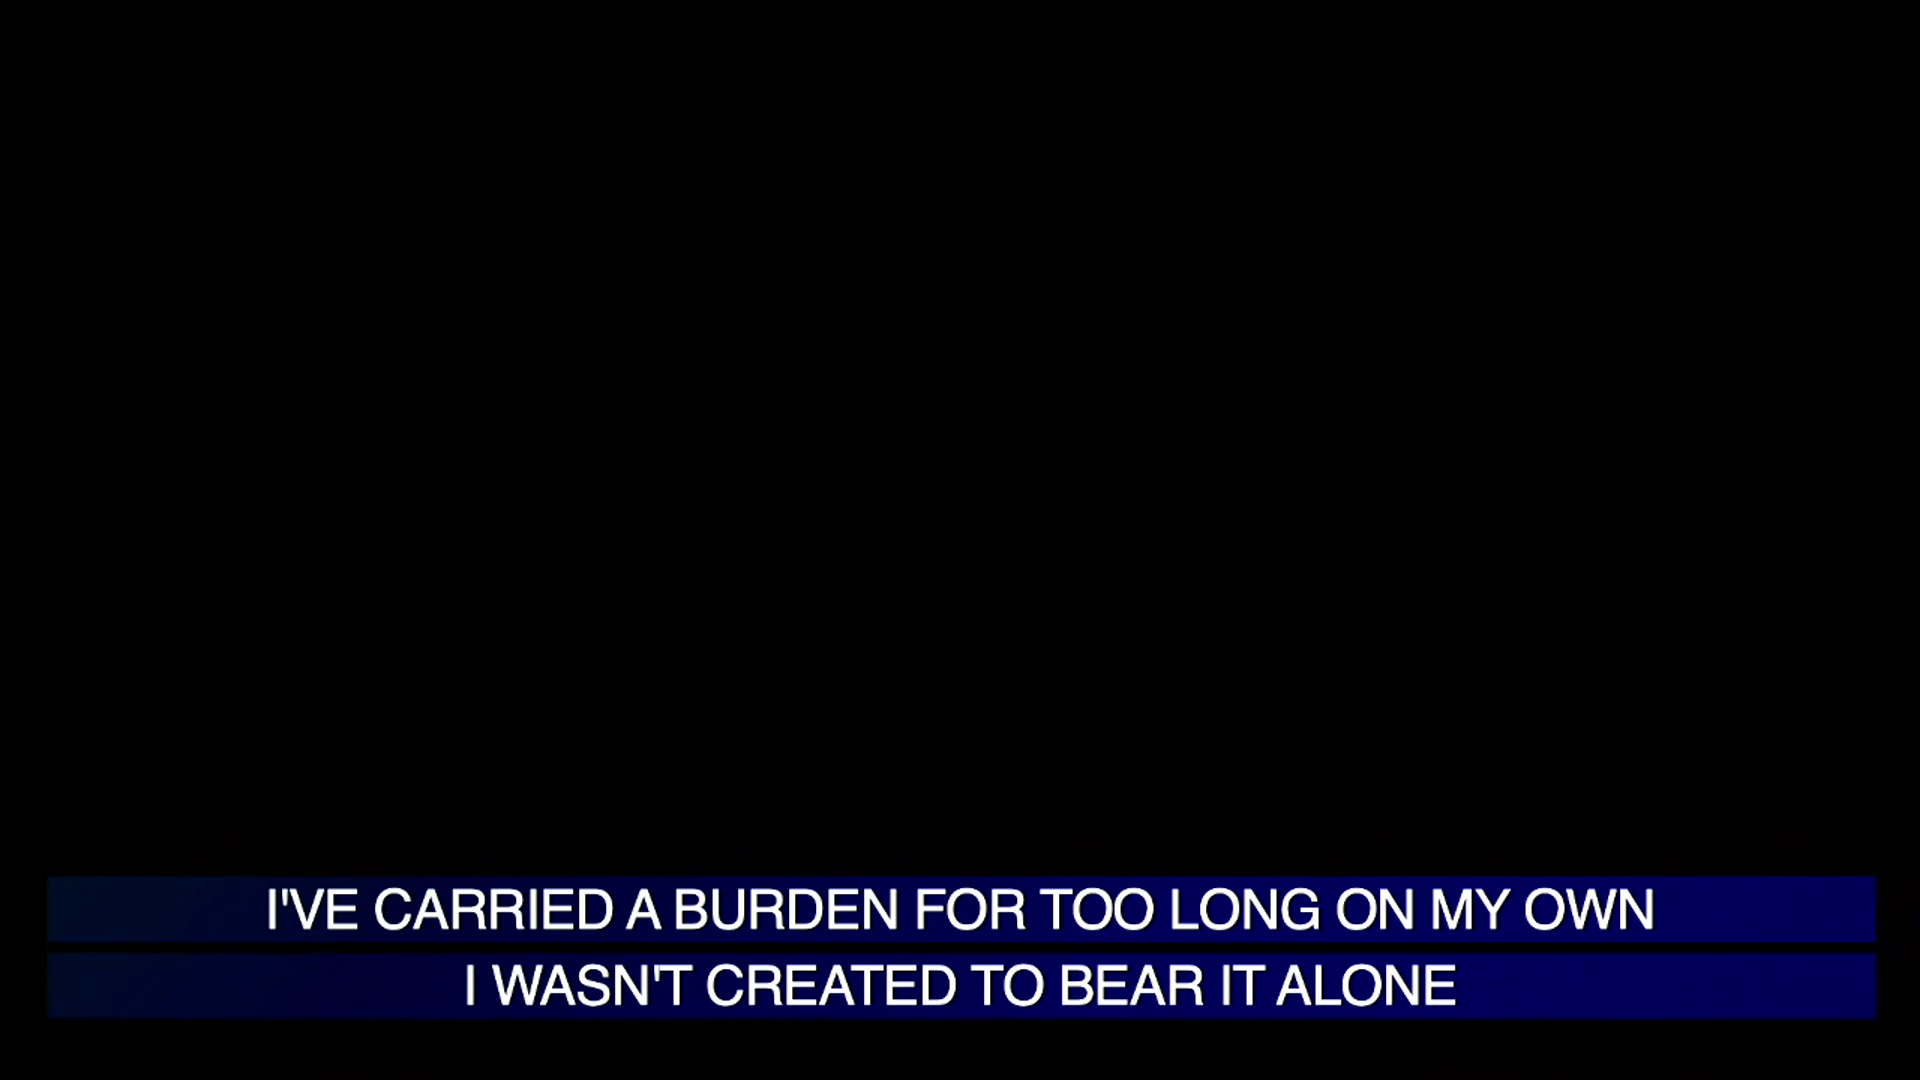 I'VE CARRIED A BURDEN FOR TOO LONG ON MY OWN
I WASN'T CREATED TO BEAR IT ALONE